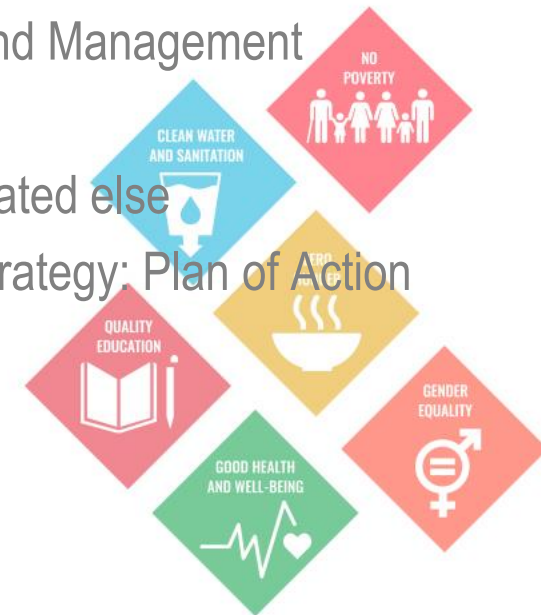 nd Management
NO
POVERTY
CLEAN WATER
AND SANITATION
ated else
rategy: Plan of Action
QUALITY
EDUCATION
GENDER
EQUALITY
GOOD HEALTH
AND WELL-BEING